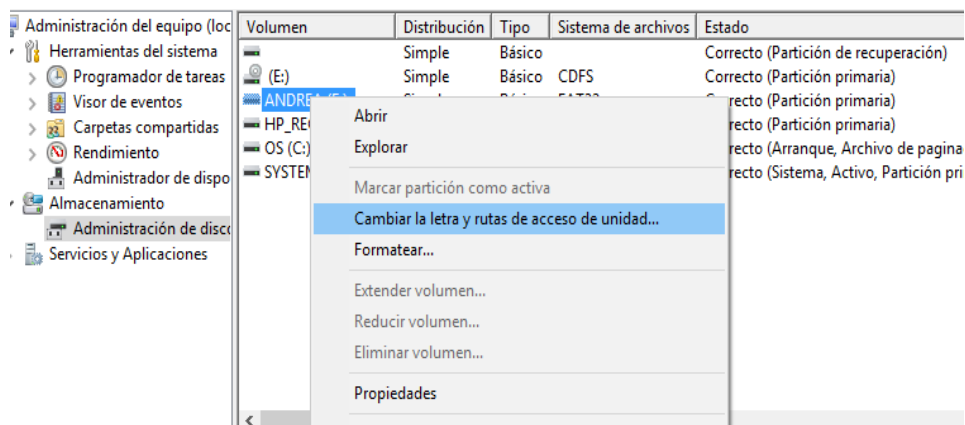 Administración del equipo (loc
Herramientas del sistema
Programador de tareas
Visor de eventos
Carpetas compartidas
Rendimiento
Administrador de dispo
Almacenamiento
Administración de disco
Servicios y Aplicaciones
Volumen Distribución Tipo Sistema de archivos Estado
Simple Básico Correcto (Partición de recuperación)
(E:) Simple Básico CDFS Correcto (Partición primaria)
ANDREA Correcto (Partición primaria)
HP_RE recto (Partición primaria)
OS (C:) recto (Arranque, Archivo de pagina
SYSTEM recto (Sistema, Activo, Partición pri
Abrir
Explorar
Marcar partición como activa
Cambiar la letra y rutas de acceso de unidad...
Formatear...
Extender volumen...
Reducir volumen...
Eliminar volumen...
Propiedades